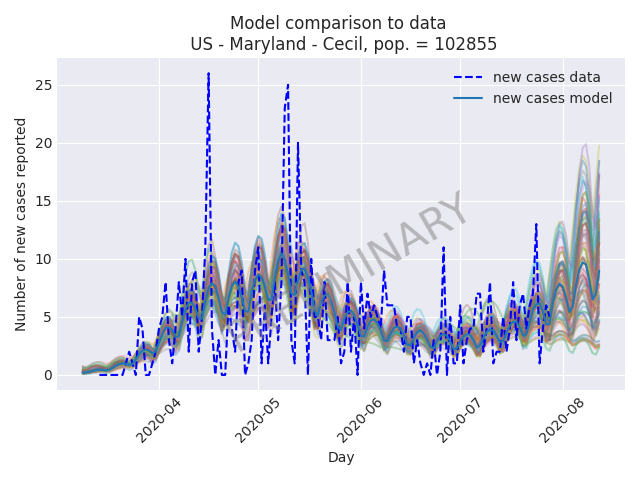 Model comparison to data
US - Maryland - Cecil, pop. = 102855
Number of new cases reported
25
20
15
10
5
0
new cases data
new cases model
2020-04
2020-05
2020-06
2020-07
2020-08
Day